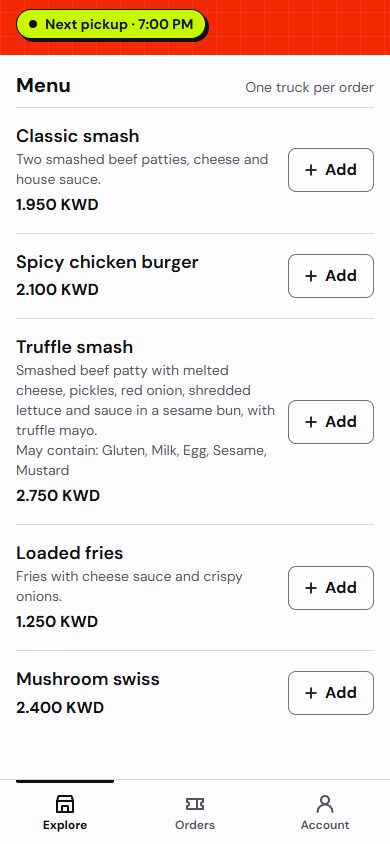 Next pickup · 7:00 PM
Menu
One truck per order
Classic smash
Two smashed beef patties, cheese and
house sauce.
1.950 KWD
+ Add
Spicy chicken burger
2.100 KWD
+ Add
Truffle smash
Smashed beef patty with melted
cheese, pickles, red onion, shredded
lettuce and sauce in a sesame bun, with
truffle mayo.
May contain: Gluten, Milk, Egg, Sesame,
Mustard
2.750 KWD
+ Add
Loaded fries
Fries with cheese sauce and crispy
onions.
1.250 KWD
+ Add
Mushroom swiss
2.400 KWD
+ Add
Explore
Orders
Account